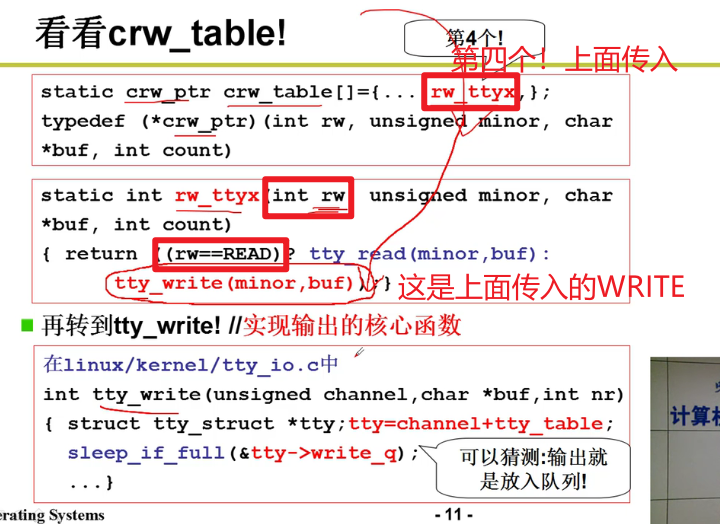 看看crw_table!
第4个!
第四个！上面传入
static crw_ptr crw_table[]={... rw_ttyx,};
typedef (*crw_ptr)(int rw, unsigned minor, char
*buf, int count)
static int rw_ttyx(int rw, unsigned minor, char
*buf, int count)
{ return ((rw==READ)? tty_read(minor,buf):
tty_write(minor,buf));}
这是上面传入的WRITE
再转到tty_write! //实现输出的核心函数
在linux/kernel/tty_io.c中
int tty_write(unsigned channel,char *buf,int nr)
{ struct tty_struct *tty;tty=channel+tty_table;
sleep_if_full(&tty->write_q);
...}
可以猜测:输出就
是放入队列!
计算机
erating Systems
- 11 -